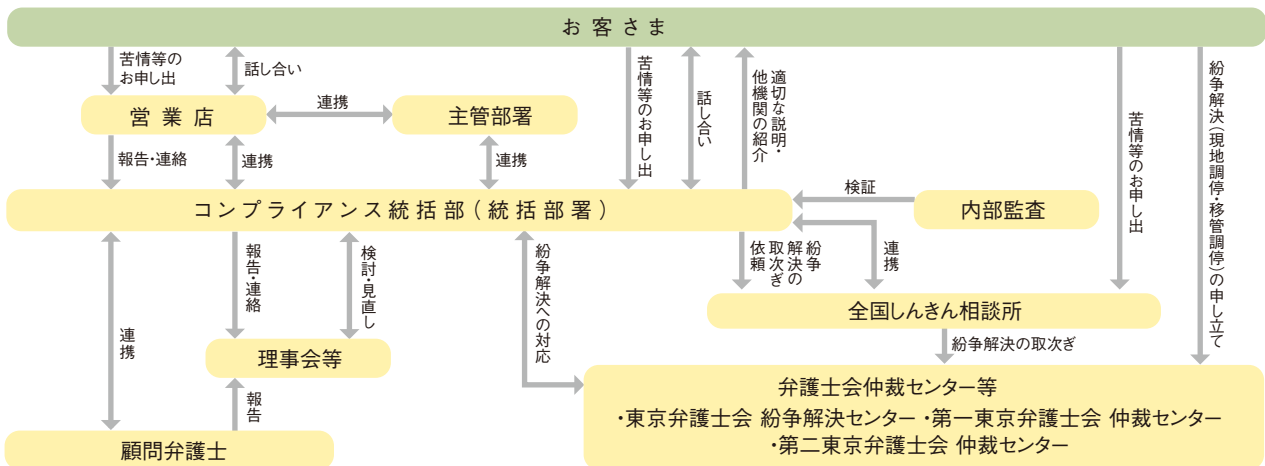 お客さま
苦情等の
お申し出
話し合い
苦情等のお申し出
話し合い
適切な説明・
他機関の紹介
苦情等のお申し出
紛争解決(現地調停・移管調停)の申し立て
営業店
連携
主管部署
報告・連絡
連携
連携
コンプライアンス統括部(統括部署)
検証
内部監査
連携
報告・連絡
検討・見直し
紛争解決への対応
紛争
解決の
取次ぎ
依頼
連携
全国しんきん相談所
紛争解決の取次ぎ
理事会等
報告
顧問弁護士
弁護士会仲裁センター等
・東京弁護士会 紛争解決センター ・第一東京弁護士会 仲裁センター
・第二東京弁護士会 仲裁センター